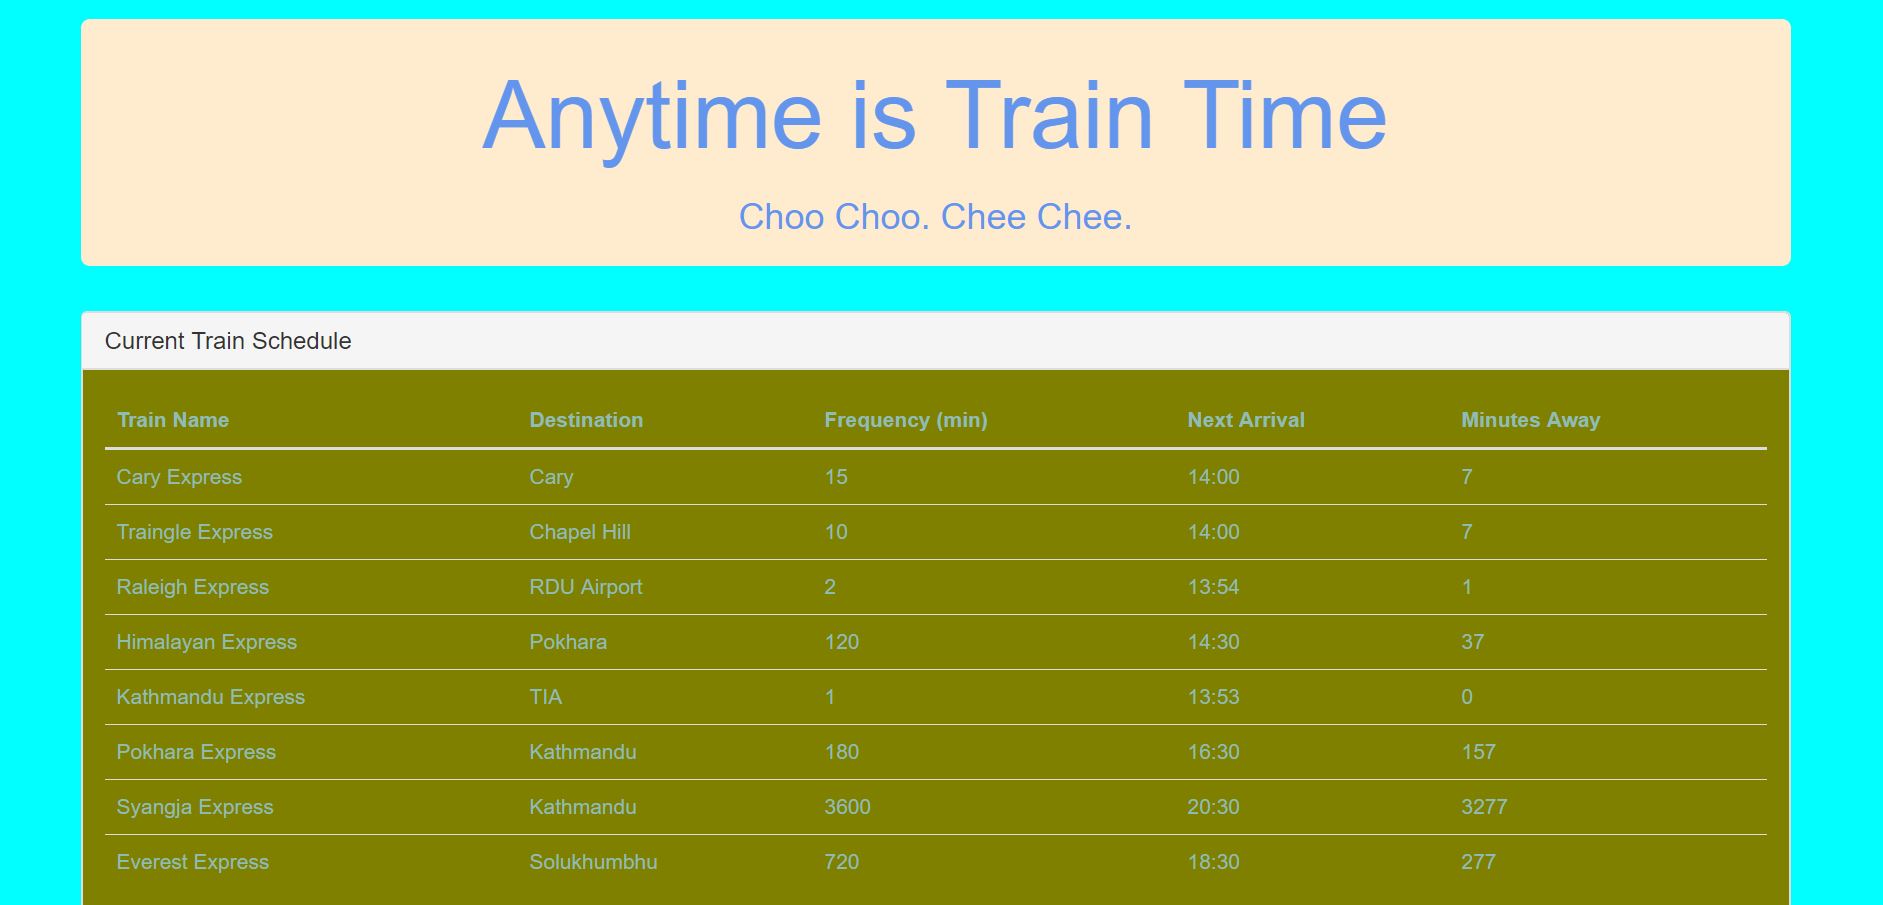 Anytime is Train Time
Choo Choo. Chee Chee.
Current Train Schedule
Train Name Destination Frequency (min) Next Arrival Minutes Away
Cary Express Cary 15 14:00 7
Traingle Express Chapel Hill 10 14:00 7
Raleigh Express RDU Airport 2 13:54 1
Himalayan Express Pokhara 120 14:30 37
Kathmandu Express TIA 1 13:53 0
Pokhara Express Kathmandu 180 16:30 157
Syangja Express Kathmandu 3600 20:30 3277
Everest Express Solukhumbhu 720 18:30 277